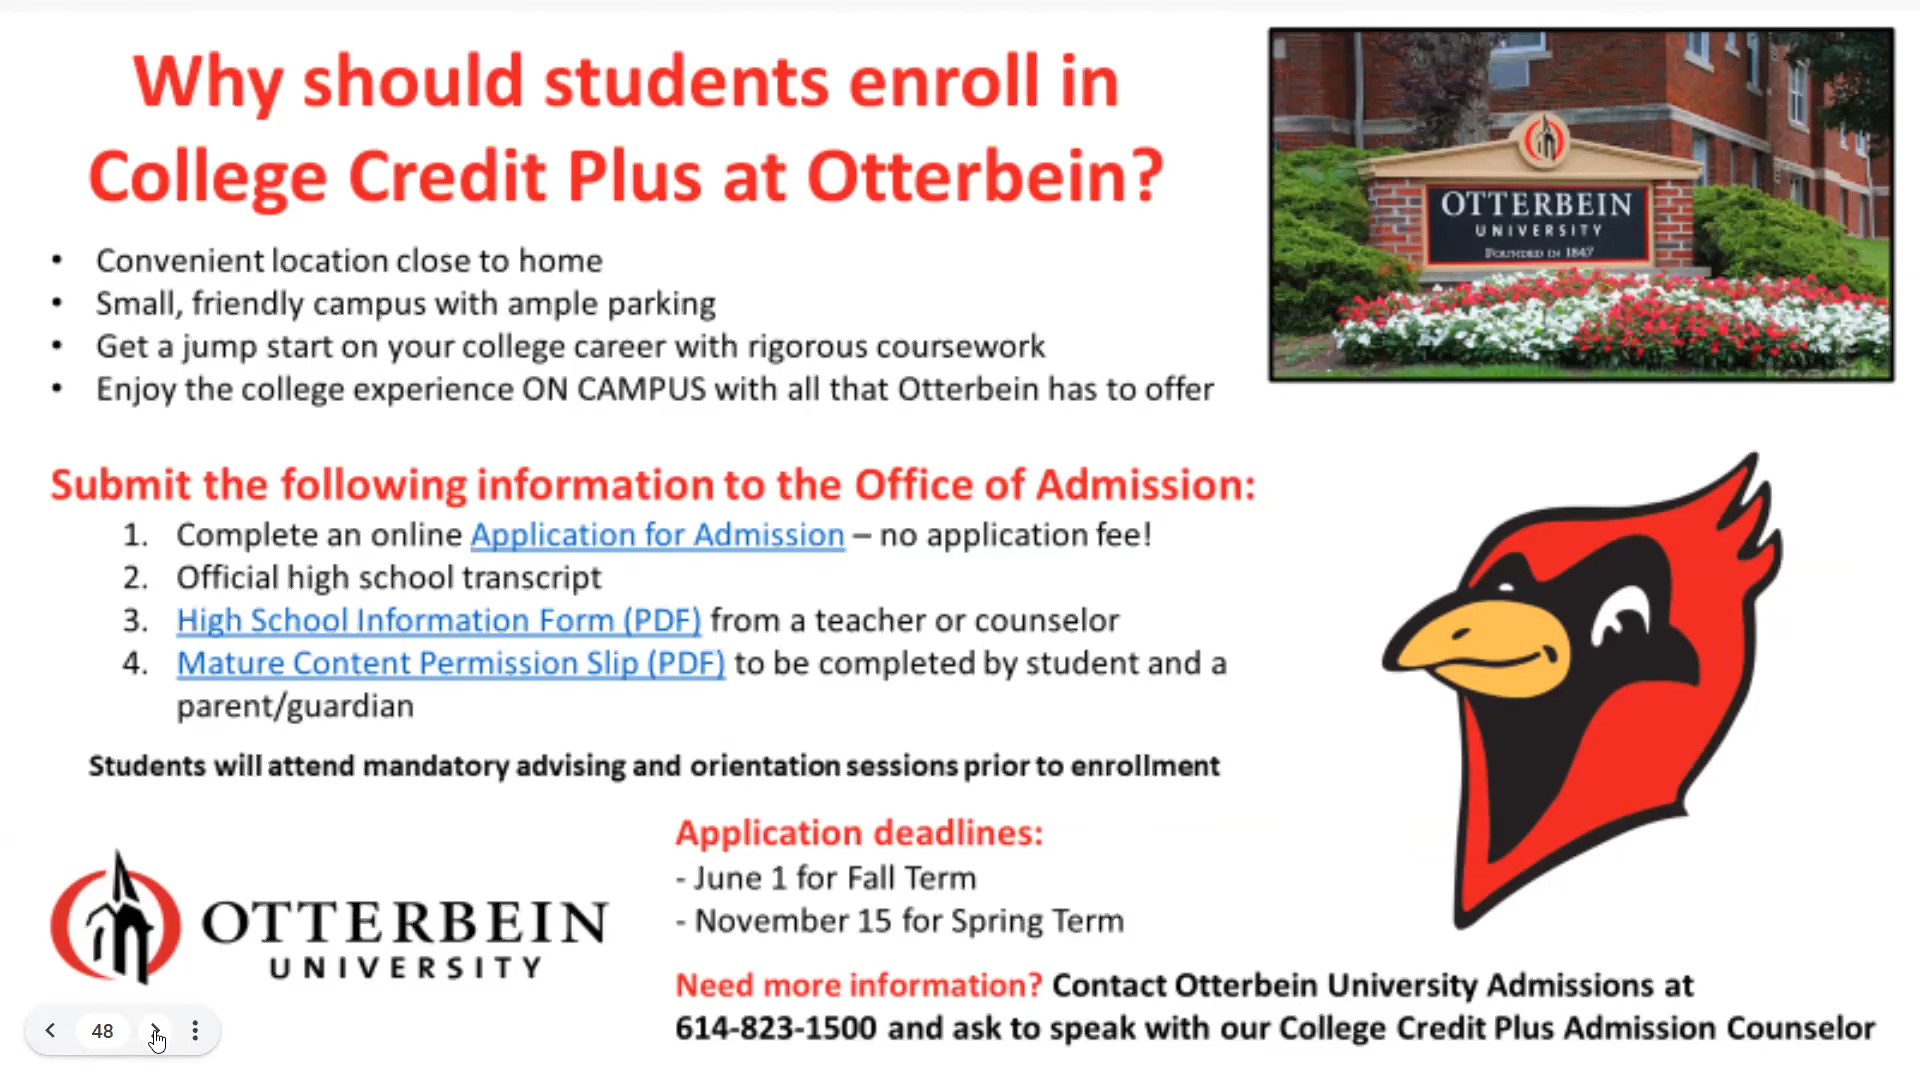 Why should students enroll in
College Credit Plus at Otterbein?
• Convenient location close to home
• Small, friendly campus with ample parking
• Get a jump start on your college career with rigorous coursework
• Enjoy the college experience ON CAMPUS with all that Otterbein has to offer
OTTERBEIN
UNIVERSITY
FOUNDED IN 1847
Submit the following information to the Office of Admission:
1. Complete an online Application for Admission – no application fee!
2. Official high school transcript
3. High School Information Form (PDF) from a teacher or counselor
4. Mature Content Permission Slip (PDF) to be completed by student and a
parent/guardian
Students will attend mandatory advising and orientation sessions prior to enrollment
OTTERBEIN
UNIVERSITY
Application deadlines:
- June 1 for Fall Term
- November 15 for Spring Term
Need more information? Contact Otterbein University Admissions at
614-823-1500 and ask to speak with our College Credit Plus Admission Counselor
48